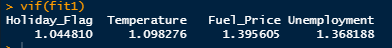 > vif(fit1)
Holiday_Flag Temperature Fuel_Price Unemployment
1.044810 1.098276 1.395605 1.368188
>